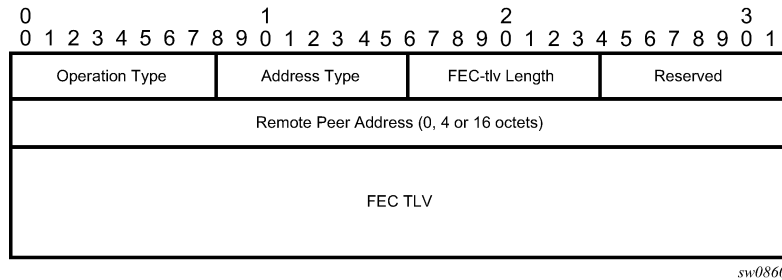 0 1 2 3
0 1 2 3 4 5 6 7 8 9 0 1 2 3 4 5 6 7 8 9 0 1 2 3 4 5 6 7 8 9 0 1
Operation Type Address Type FEC-tlv Length Reserved
Remote Peer Address (0, 4 or 16 octets)
FEC TLV